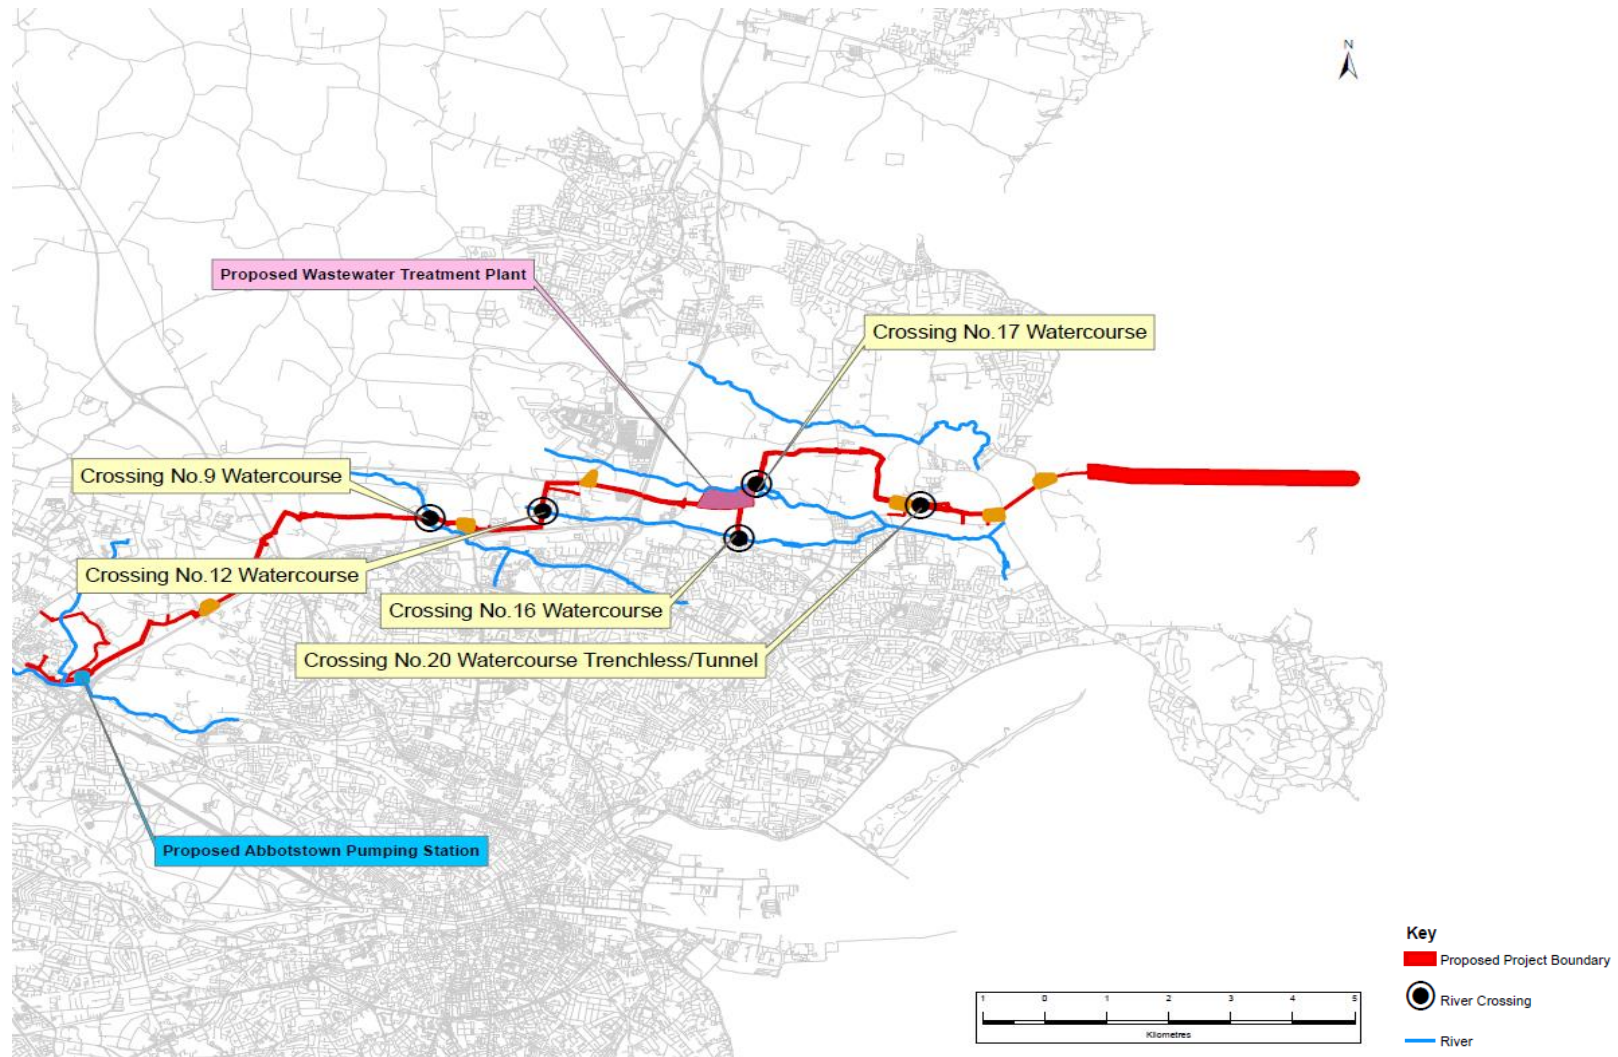 N
Proposed Wastewater Treatment Plant
Crossing No.17 Watercourse
Crossing No.9 Watercourse
Crossing No.12 Watercourse
Crossing No.16 Watercourse
Crossing No.20 Watercourse Trenchless/Tunnel
Proposed Abbotstown Pumping Station
Key
Proposed Project Boundary
River Crossing
River
1 0 1 2 3 4 5
Kilometres